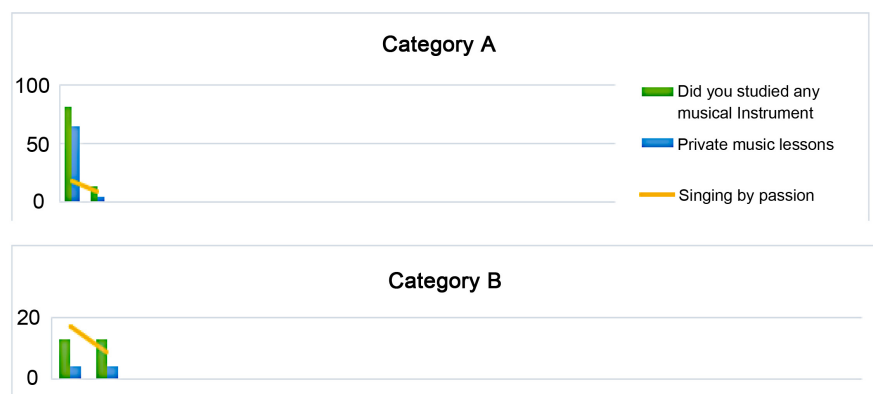 Category A
100
50
0
Did you studied any
musical Instrument
Private music lessons
Singing by passion
Category B
20
0